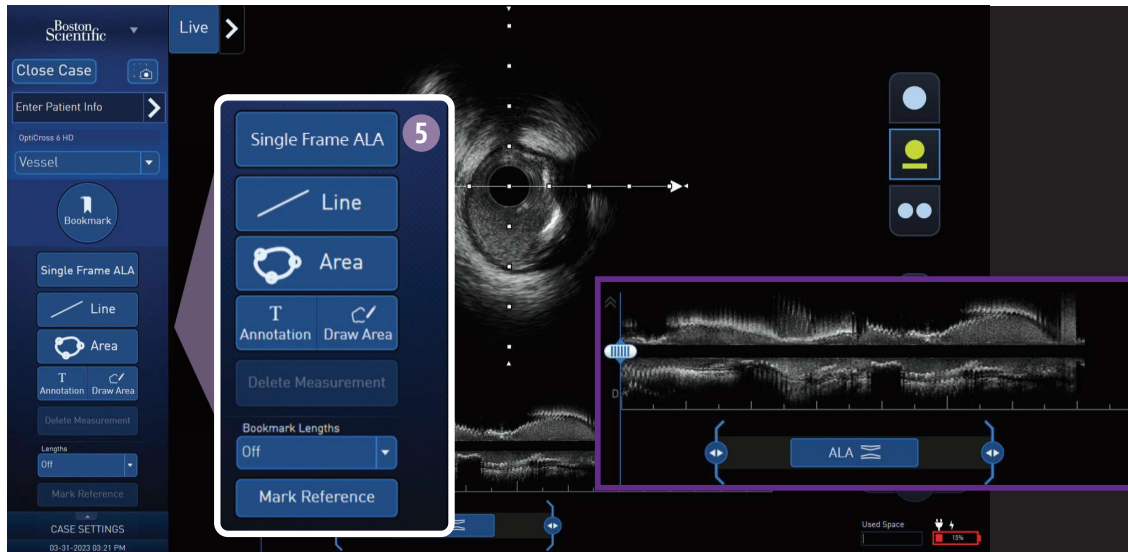 Boston
Scientific
Close Case
Enter Patient Info
OptiCross 6 HD
Vessel
Bookmark
Single Frame ALA
Line
Area
T
Annotation
Draw Area
Delete Measurement
Lengths
Off
Mark Reference
CASE SETTINGS
03-31-2023 03:21 PM
Live
Single Frame ALA
5
Line
Area
T
Annotation
Draw Area
Delete Measurement
Bookmark Lengths
Off
Mark Reference
D
ALA
Used Space
15%